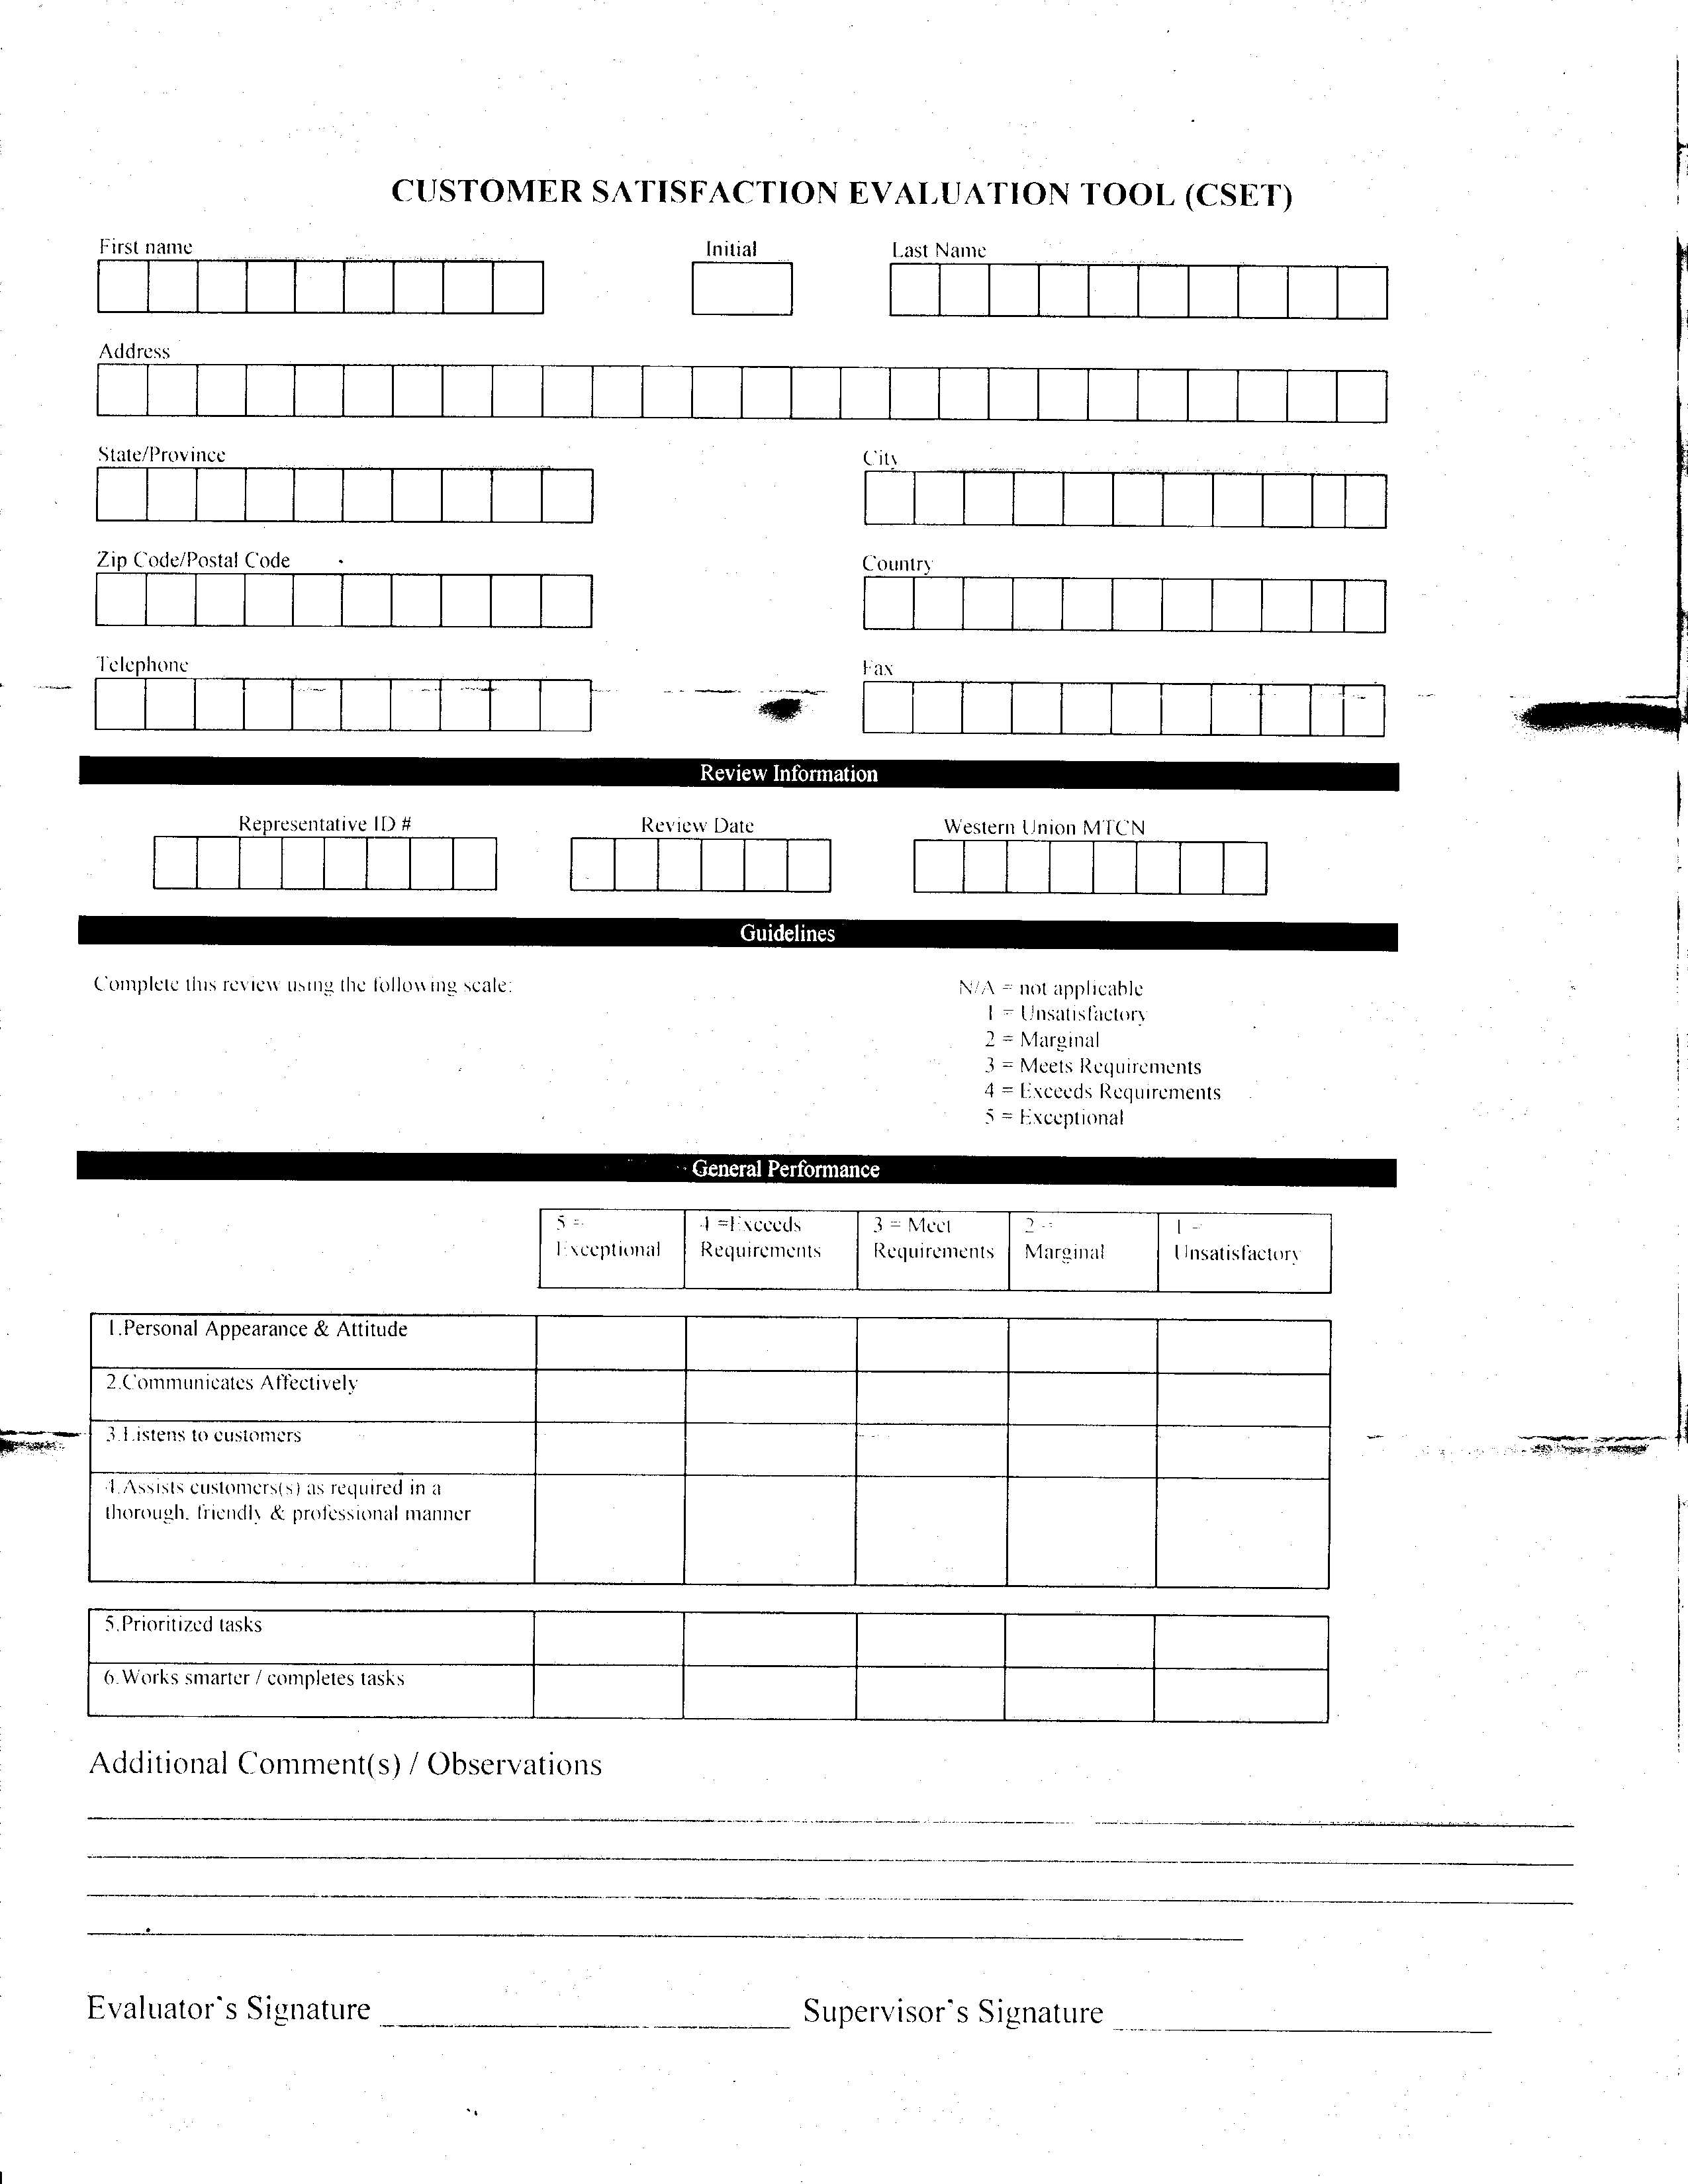 CUSTOMER SATISFACTION EVALUATION TOOL (CSET)
First name Initial Last Name
Address
State/Province City
Zip Code/Postal Code Country
Telephone Fax
Review Information
Representative ID # Review Date Western Union MTCN
Guidelines
Complete this review using the following scale: N/A = not applicable
1 = Unsatisfactory
2 = Marginal
3 = Meets Requirements
4 = Exceeds Requirements
5 = Exceptional
General Performance
5 = 4 =Exceeds 3 = Meet 2 = 1 =
Exceptional Requirements Requirements Marginal Unsatisfactory
1.Personal Appearance & Attitude
2.Communicates Affectively
3.Listens to customers
4.Assists customers(s) as required in a
thorough, friendly & professional manner
5.Prioritized tasks
6.Works smarter / completes tasks
Additional Comment(s) / Observations
Evaluator's Signature Supervisor's Signature